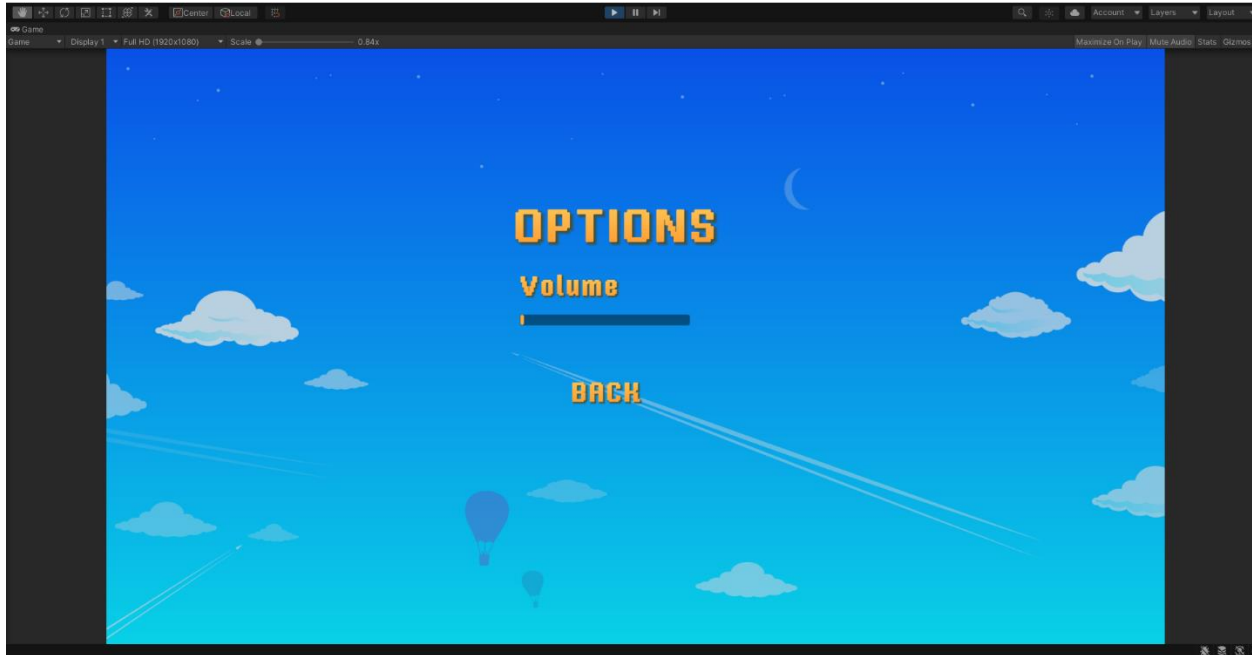 Center Local Account Layers Layout
Game
Game Display 1 Full HD (1920x1080) Scale 0.84x Maximize On Play Mute Audio Stats Gizmos
OPTIONS
Volume
BACK